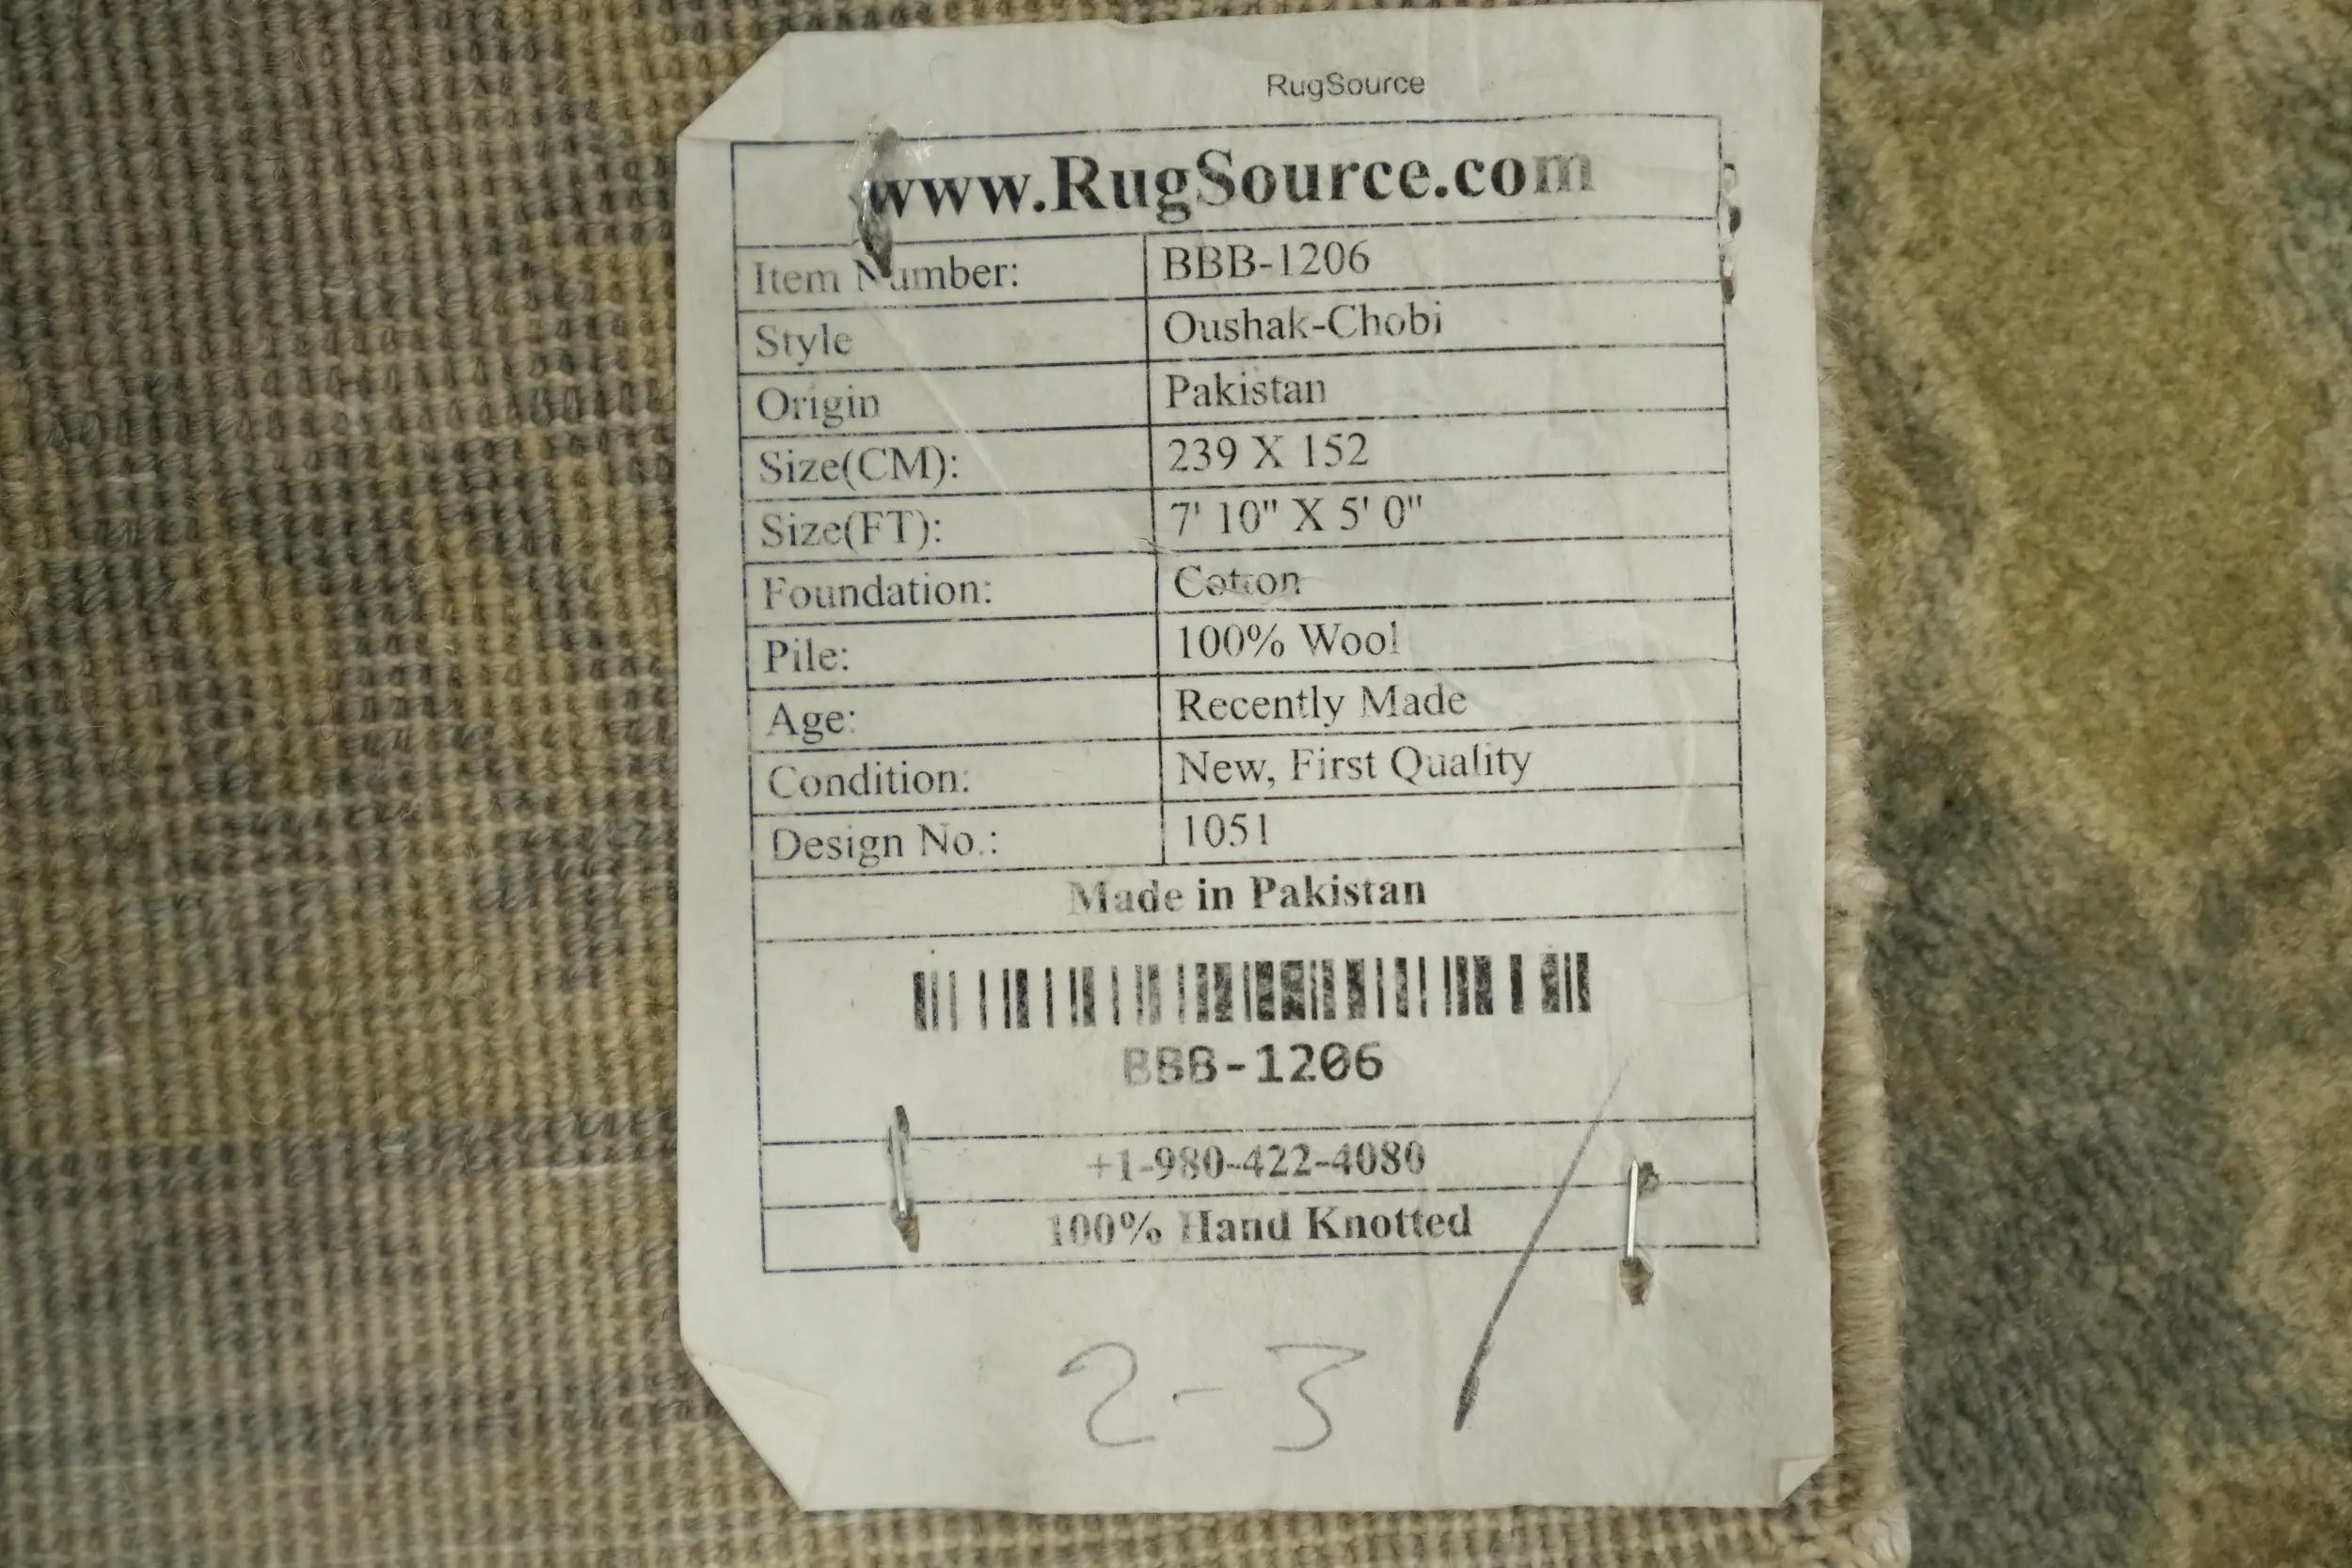 RugSource
www.RugSource.com
Item Number: BBB-1206
Style Oushak-Chobi
Origin Pakistan
Size(CM): 239 X 152
Size(FT): 7' 10" X 5' 0"
Foundation: Cotton
Pile: 100% Wool
Age: Recently Made
Condition: New, First Quality
Design No.: 1051
Made in Pakistan
BBB-1206
+1-980-422-4080
100% Hand Knotted
2-3